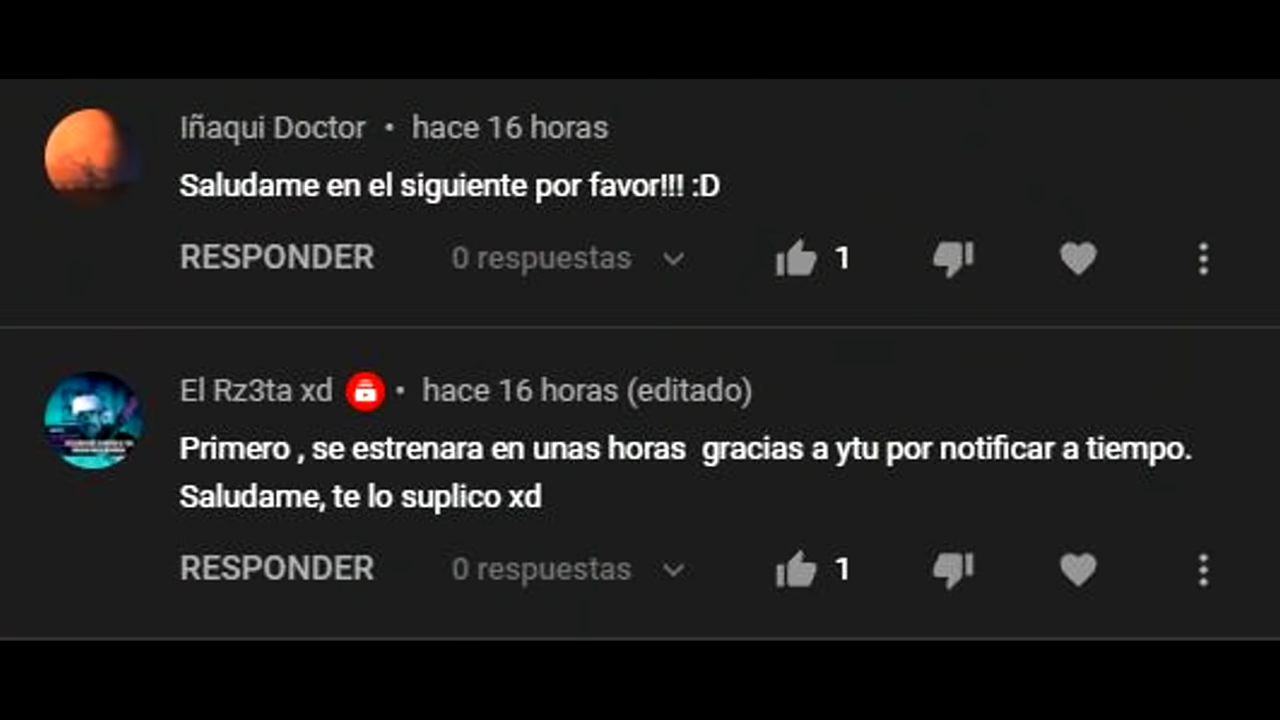 Iñaqui Doctor • hace 16 horas
Saludame en el siguiente por favor!!! :D
RESPONDER 0 respuestas 1
El Rz3ta xd • hace 16 horas (editado)
Primero , se estrenara en unas horas  gracias a ytu por notificar a tiempo.
Saludame, te lo suplico xd
RESPONDER 0 respuestas 1